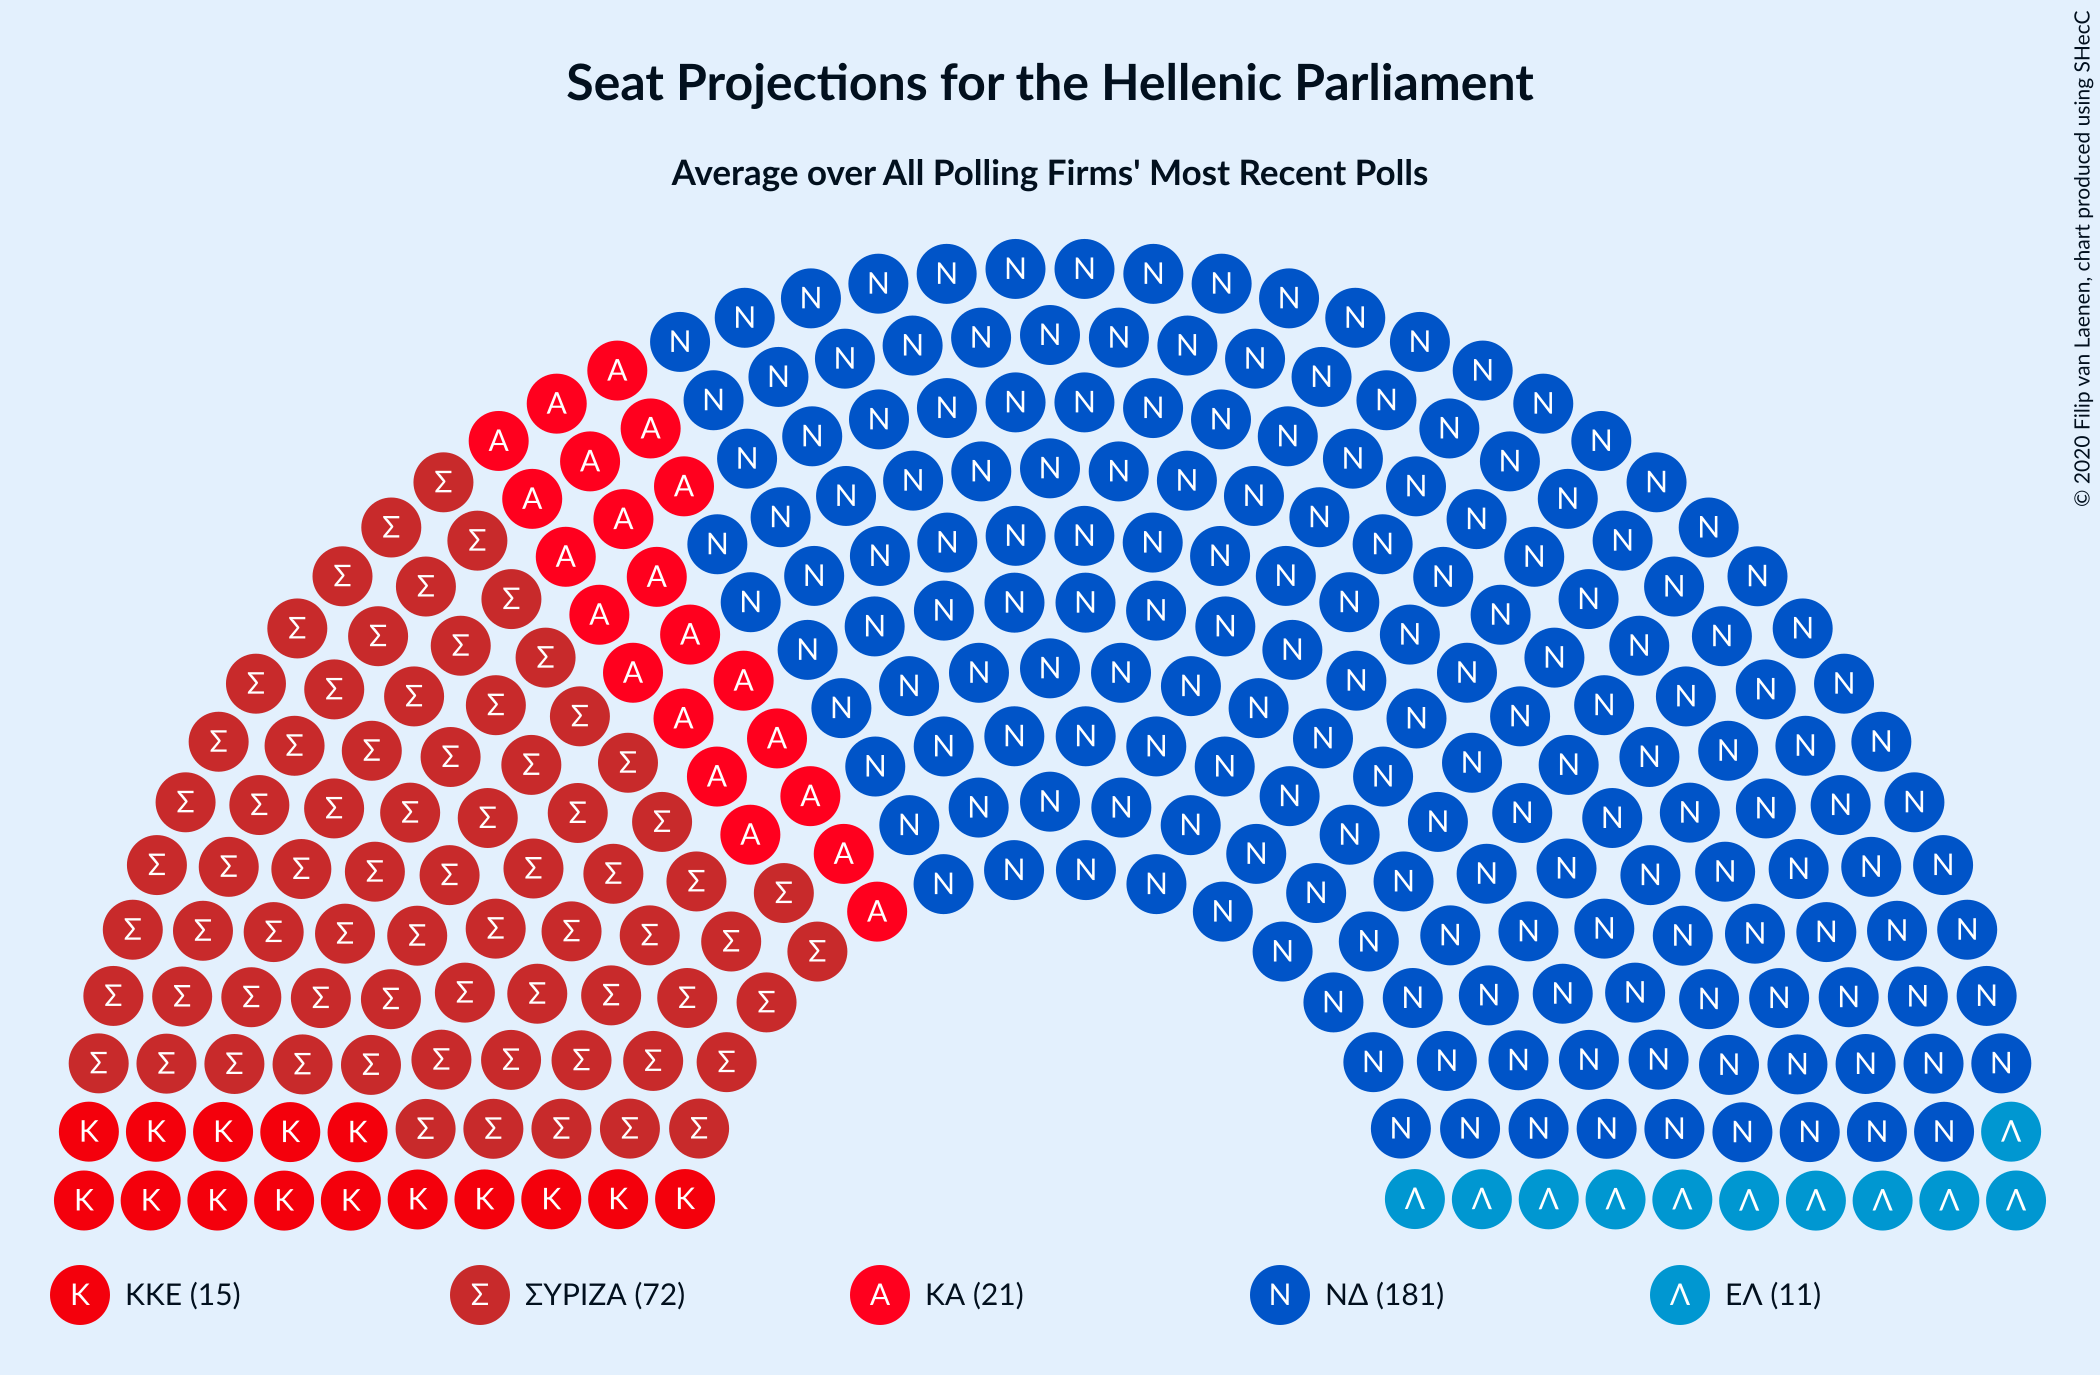 Seat Projections for the Hellenic Parliament
Average over All Polling Firms' Most Recent Polls
© 2020 Filip van Laenen, chart produced using SHecC
Κ ΚΚΕ (15)
Σ ΣΥΡΙΖΑ (72)
Α ΚΑ (21)
Ν ΝΔ (181)
Λ ΕΛ (11)